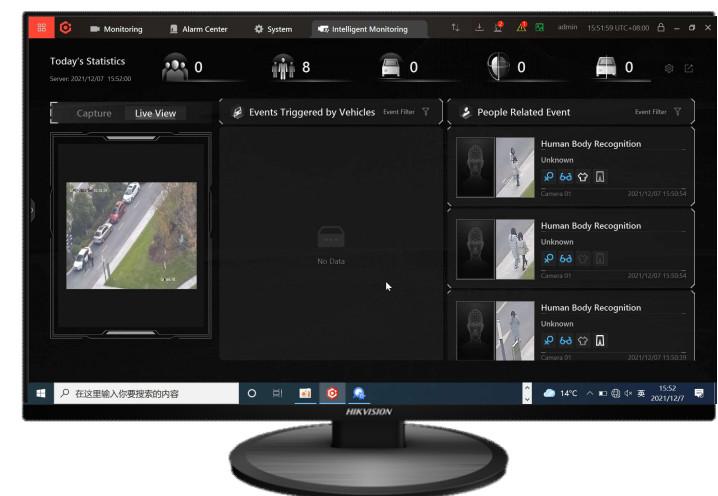 Monitoring
Alarm Center
System
Intelligent Monitoring
admin
15:51:59 UTC+08:00
Today's Statistics
Server: 2021/12/07 15:52:00
0
8
0
0
0
Capture
Live View
Events Triggered by Vehicles
Event Filter
People Related Event
Event Filter
No Data
Human Body Recognition
Unknown
Camera 01
2021/12/07 15:50:54
Human Body Recognition
Unknown
Camera 01
2021/12/07 15:50:54
Human Body Recognition
Unknown
Camera 01
2021/12/07 15:50:39
在这里输入你要搜索的内容
14°C
英
15:52
2021/12/7
HIKVISION